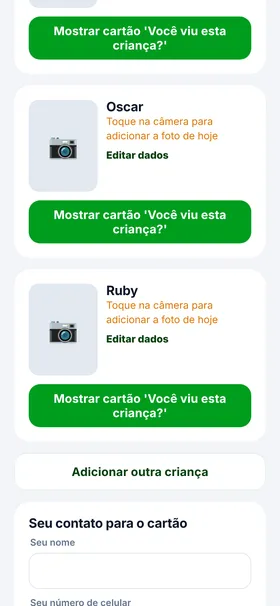 Mostrar cartão 'Você viu esta
criança?'
Oscar
Toque na câmera para
adicionar a foto de hoje
Editar dados
Mostrar cartão 'Você viu esta
criança?'
Ruby
Toque na câmera para
adicionar a foto de hoje
Editar dados
Mostrar cartão 'Você viu esta
criança?'
Adicionar outra criança
Seu contato para o cartão
Seu nome
Seu número de celular